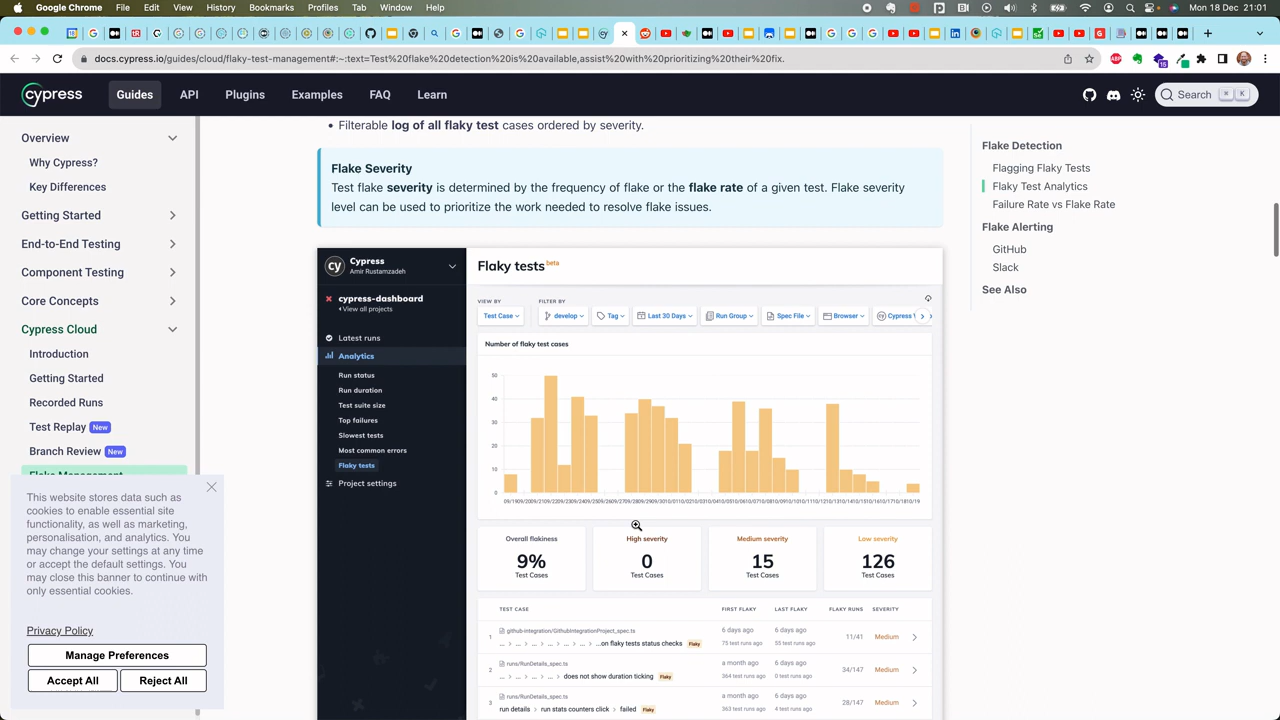 Chrome File Edit View History Bookmarks Profiles Tab Window Help
Thu 18 Jan 21:01
docs.cypress.io/guides/cloud/flaky-test-management#:~:text=Test%20flake%20detection%20is%20available,assist%20with%20prioritizing%20their%20fix.
cypress
Guides
API
Plugins
Examples
FAQ
Learn
Search
K
Overview
Why Cypress?
Key Differences
Getting Started
End-to-End Testing
Component Testing
Core Concepts
Cypress Cloud
Introduction
Getting Started
Recorded Runs
Test Replay New
Branch Review New
This website stores data such as
cookies to enable essential site
functionality, as well as marketing,
personalisation, and analytics. You
may change your settings at any time
or accept the default settings. You
may close this banner to continue with
only essential cookies.
Privacy Policy
Manage Preferences
Accept All
Reject All
• Filterable log of all flaky test cases ordered by severity.
Flake Severity
Test flake severity is determined by the frequency of flake or the flake rate of a given test. Flake severity
level can be used to prioritize the work needed to resolve flake issues.
cy
Cypress
Amir Rustamzadeh
cypress-dashboard
View all projects
Latest runs
Analytics
Run status
Run duration
Test suite size
Top failures
Slowest tests
Most common errors
Flaky tests
Project settings
Flaky tests beta
VIEW BY
FILTER BY
Test Case
develop
Tag
Last 30 Days
Run Group
Spec File
Browser
Number of flaky test cases
50
40
30
20
10
0
Overall flakiness
9%
Test Cases
High severity
0
Test Cases
Medium severity
15
Test Cases
Low severity
126
Test Cases
TEST CASE FIRST FLAKY LAST FLAKY FLAKY RUNS SEVERITY
1 github-integration/GithubIntegrationProject_spec.ts 6 days ago 6 days ago 11/41 Medium
... > ... > ... > ... > ... > ... > ...on flaky tests status checks Flaky 75 test runs ago 55 test runs ago
2 runs/RunDetails_spec.ts a month ago 6 days ago 34/147 Medium
... > ... > ... > ... > does not show duration ticking Flaky 364 test runs ago 0 test runs ago
3 runs/RunDetails_spec.ts a month ago 6 days ago 28/147 Medium
run details > run stats counters click > failed Flaky 363 test runs ago 4 test runs ago
Flake Detection
Flagging Flaky Tests
Flaky Test Analytics
Failure Rate vs Flake Rate
Flake Alerting
GitHub
Slack
See Also